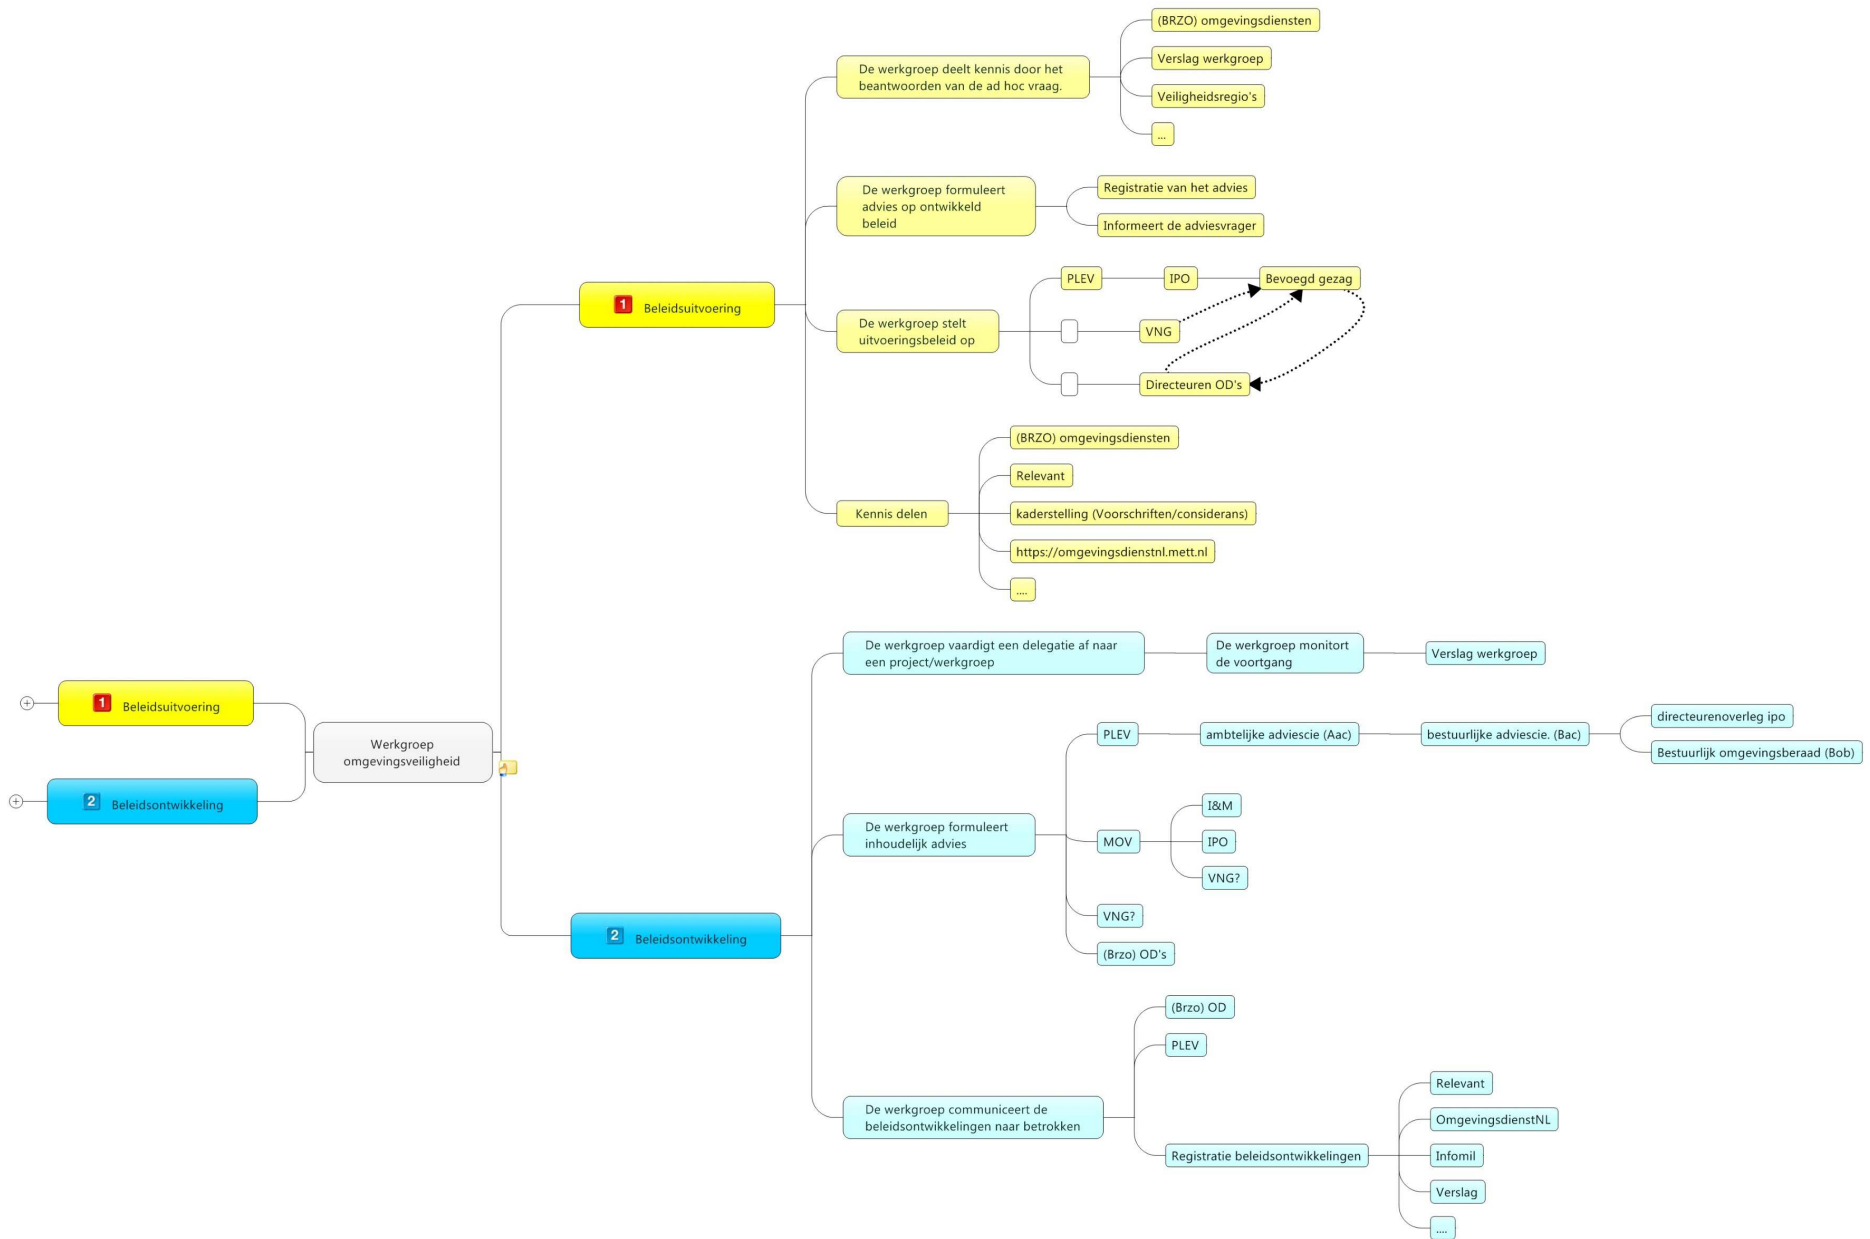 1 Beleidsuitvoering
2 Beleidsontwikkeling
Werkgroep
omgevingsveiligheid
1 Beleidsuitvoering
De werkgroep deelt kennis door het
beantwoorden van de ad hoc vraag.
(BRZO) omgevingsdiensten
Verslag werkgroep
Veiligheidsregio's
...
De werkgroep formuleert
advies op ontwikkeld
beleid
Registratie van het advies
Informeert de adviesvrager
De werkgroep stelt
uitvoeringsbeleid op
PLEV
IPO
Bevoegd gezag
VNG
Directeuren OD's
Kennis delen
(BRZO) omgevingsdiensten
Relevant
kaderstelling (Voorschriften/considerans)
https://omgevingsdienstnl.mett.nl
....
2 Beleidsontwikkeling
De werkgroep vaardigt een delegatie af naar
een project/werkgroep
De werkgroep monitort
de voortgang
Verslag werkgroep
De werkgroep formuleert
inhoudelijk advies
PLEV
ambtelijke adviescie (Aac)
bestuurlijke adviescie. (Bac)
directeurenoverleg ipo
Bestuurlijk omgevingsberaad (Bob)
MOV
I&M
IPO
VNG?
VNG?
(Brzo) OD's
De werkgroep communiceert de
beleidsontwikkelingen naar betrokken
(Brzo) OD
PLEV
Registratie beleidsontwikkelingen
Relevant
OmgevingsdienstNL
Infomil
Verslag
....